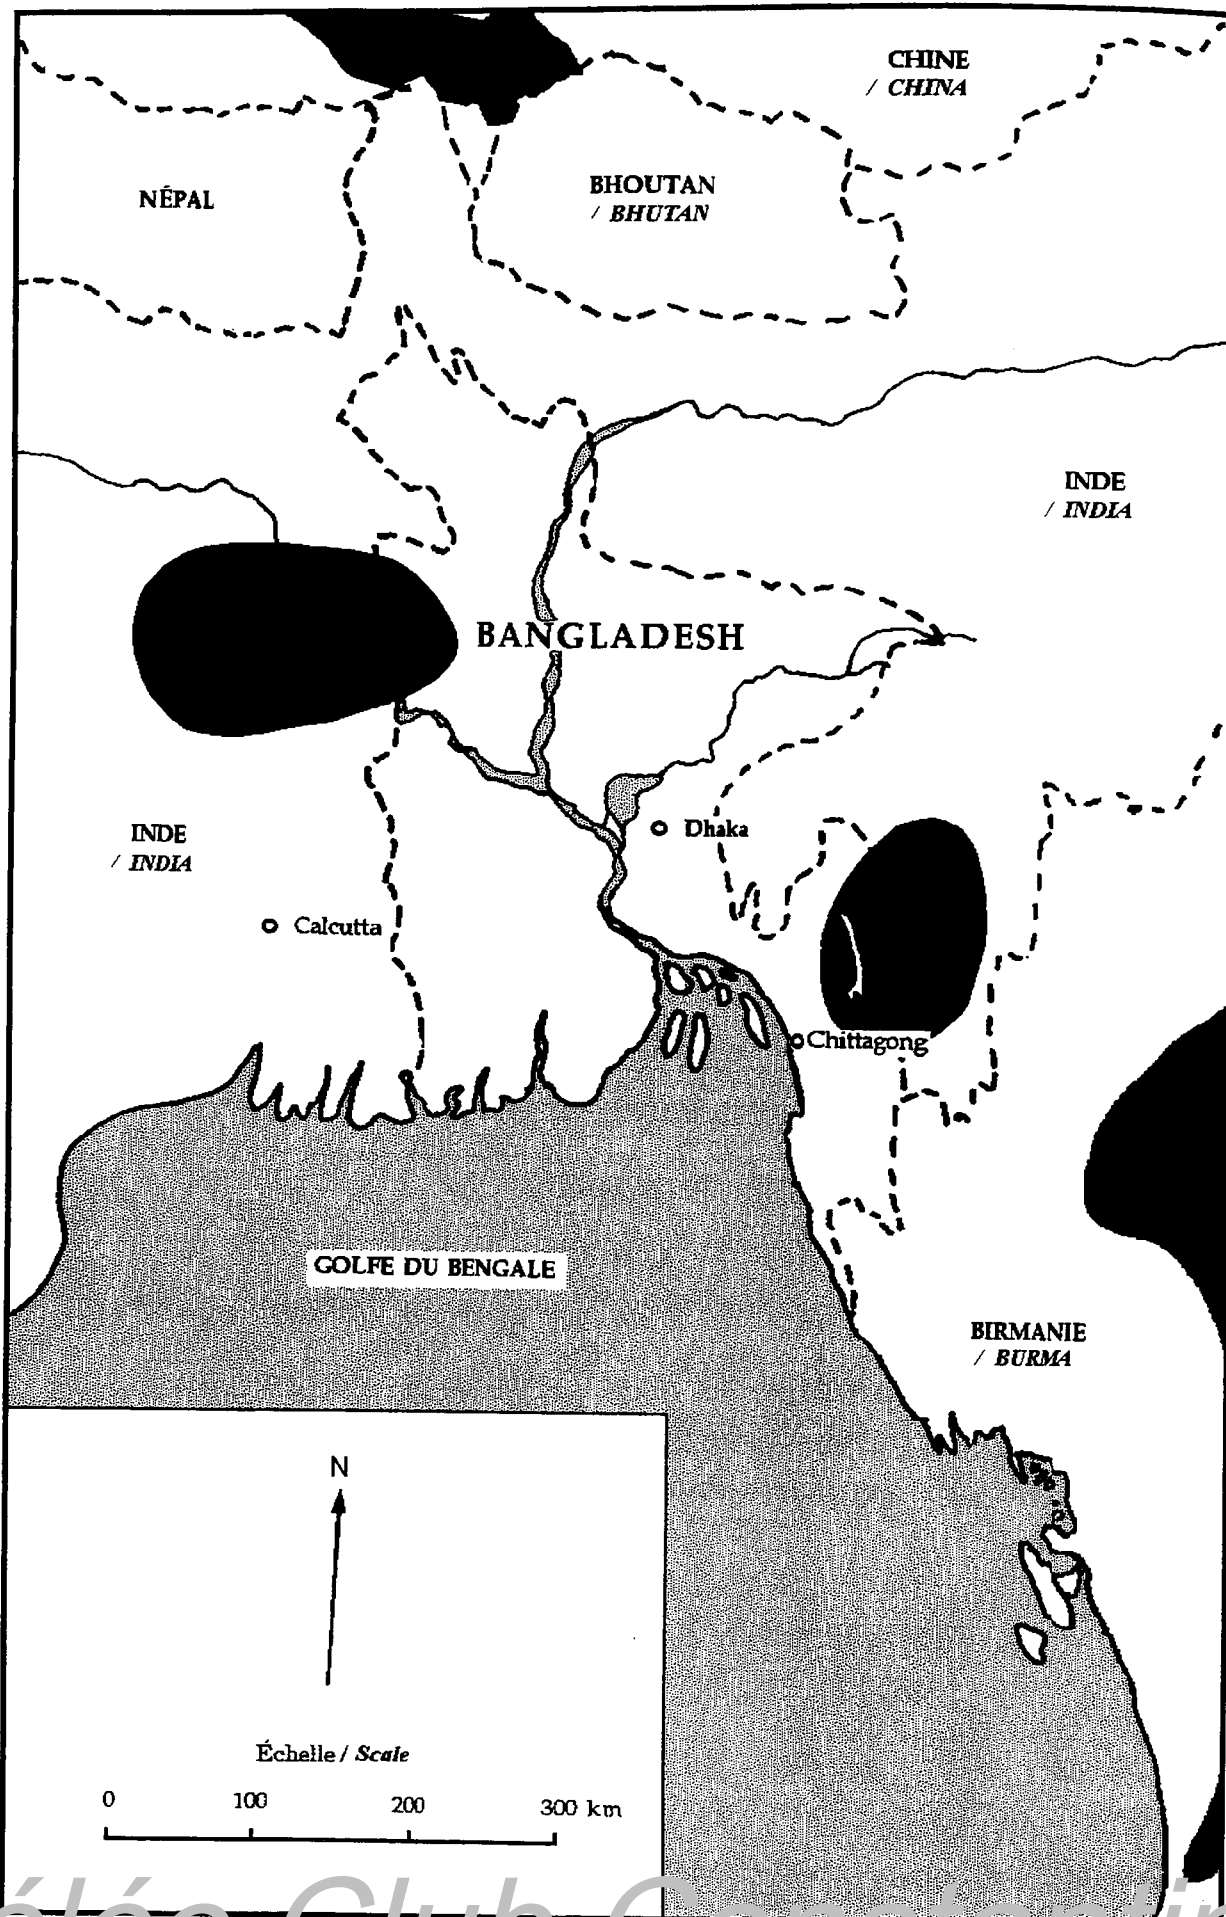 CHINE
/ CHINA
NÉPAL
BHOUTAN
/ BHUTAN
INDE
/ INDIA
BANGLADESH
INDE
/ INDIA
Dhaka
Calcutta
Chittagong
GOLFE DU BENGALE
BIRMANIE
/ BURMA
N
Échelle / Scale
0 100 200 300 km
Club